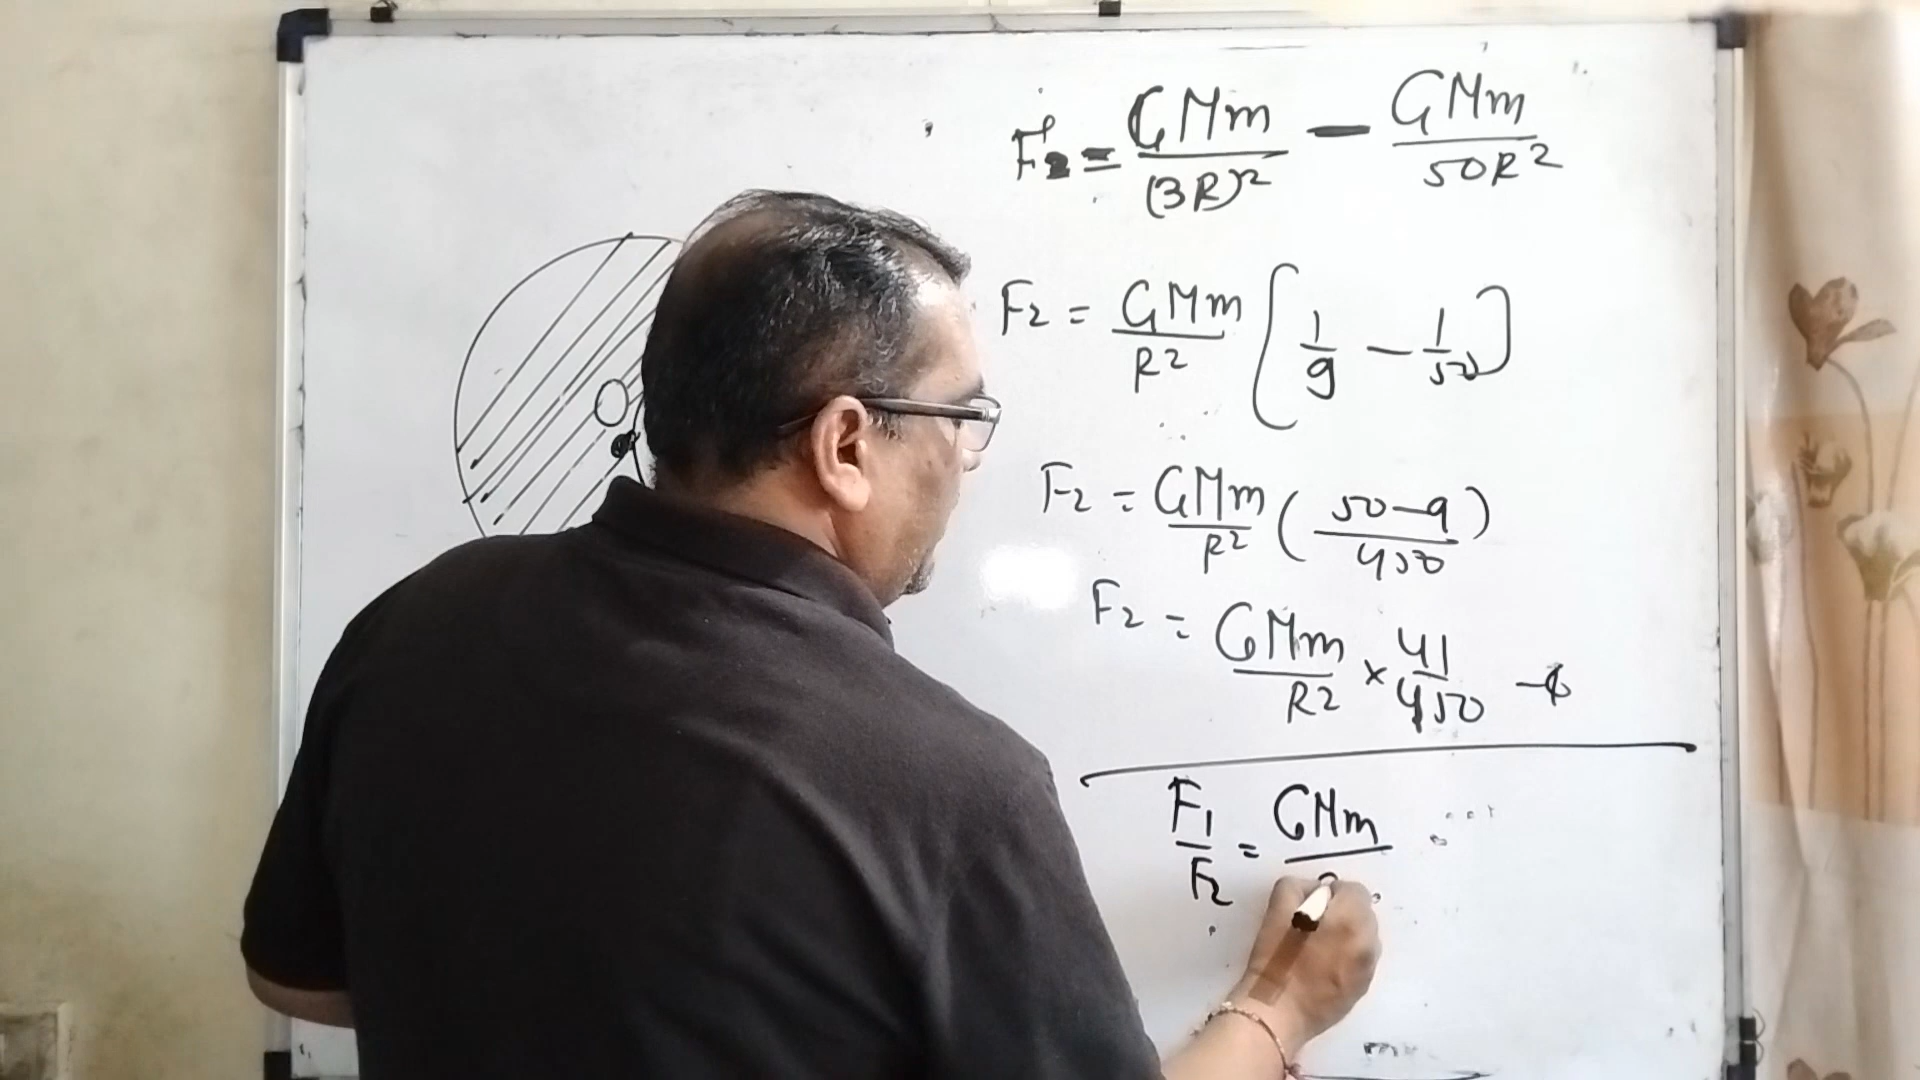 F₂ = GMm/(3R)² − GMm/50R²
F₂ = GMm/R² [1/9 − 1/50]
F₂ = GMm/R² (50−9/450)
F₂ = GMm/R2 × 41/450
F₁/F₂ = GMm